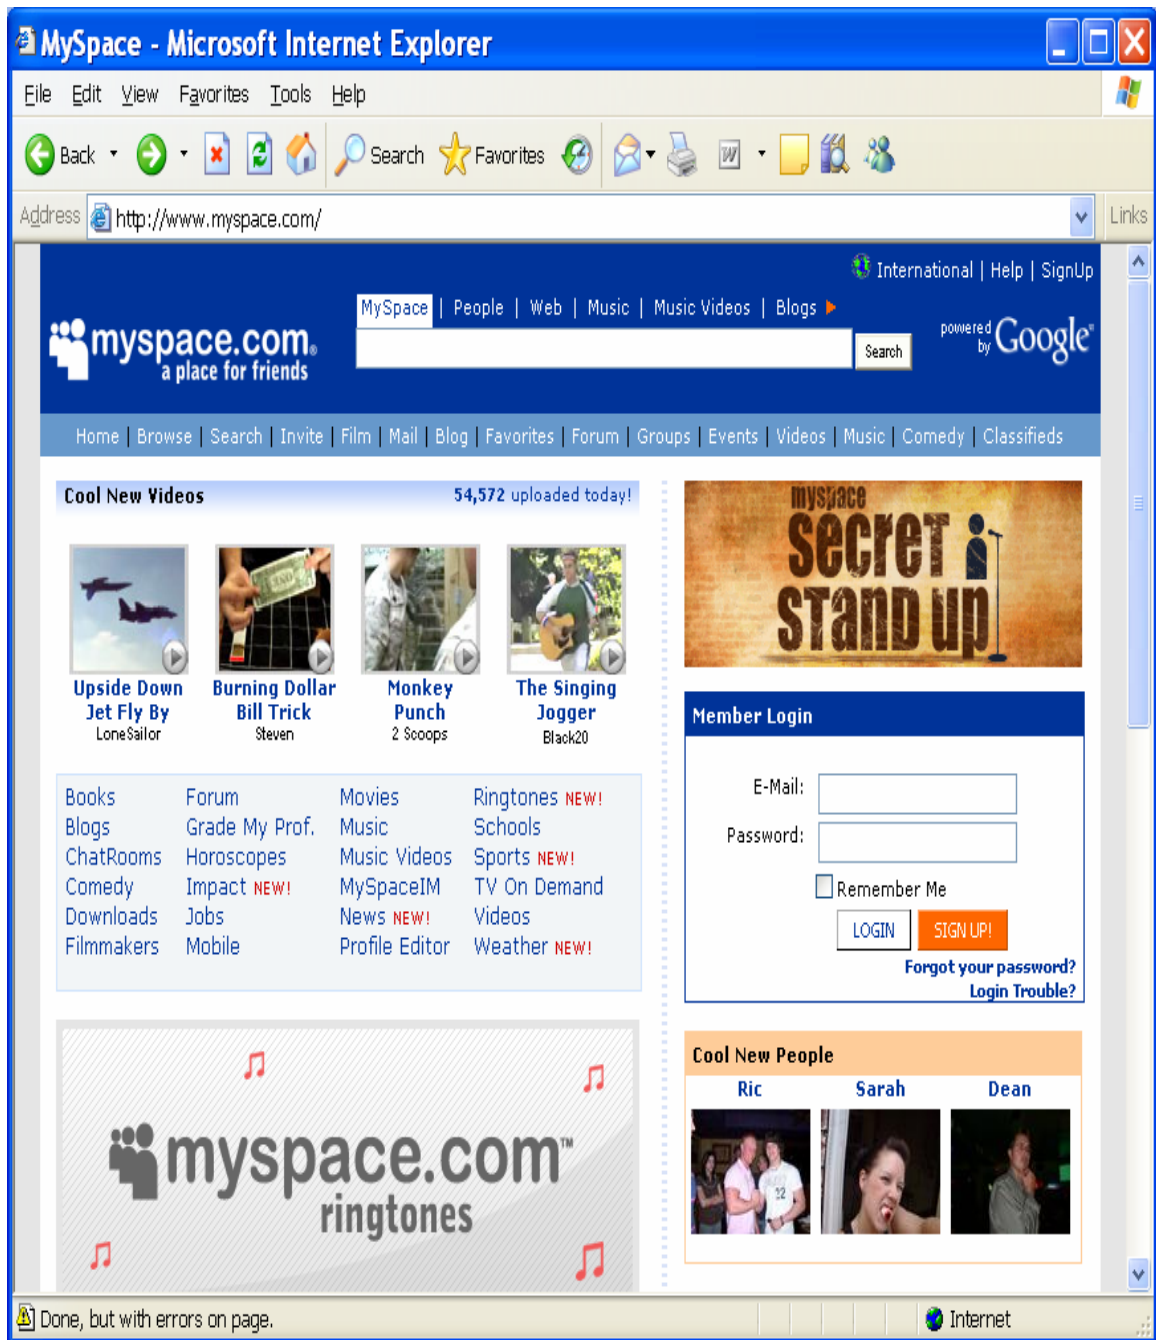 MySpace - Microsoft Internet Explorer
File Edit View Favorites Tools Help
Back Search Favorites W
Address http://www.myspace.com/ Links
International | Help | SignUp
MySpace | People | Web | Music | Music Videos | Blogs
myspace.com®
a place for friends
Search
powered by Google™
Home | Browse | Search | Invite | Film | Mail | Blog | Favorites | Forum | Groups | Events | Videos | Music | Comedy | Classifieds
Cool New Videos 54,572 uploaded today!
Upside Down Burning Dollar Monkey The Singing
Jet Fly By Bill Trick Punch Jogger
LoneSailor Steven 2 Scoops Black20
Books Forum Movies Ringtones NEW!
Blogs Grade My Prof. Music Schools
ChatRooms Horoscopes Music Videos Sports NEW!
Comedy Impact NEW! MySpaceIM TV On Demand
Downloads Jobs News NEW! Videos
Filmmakers Mobile Profile Editor Weather NEW!
myspace.com™
ringtones
myspace
SECRET
STAND UP
Member Login
E-Mail:
Password:
Remember Me
LOGIN SIGN UP!
Forgot your password?
Login Trouble?
Cool New People
Ric Sarah Dean
Done, but with errors on page. Internet